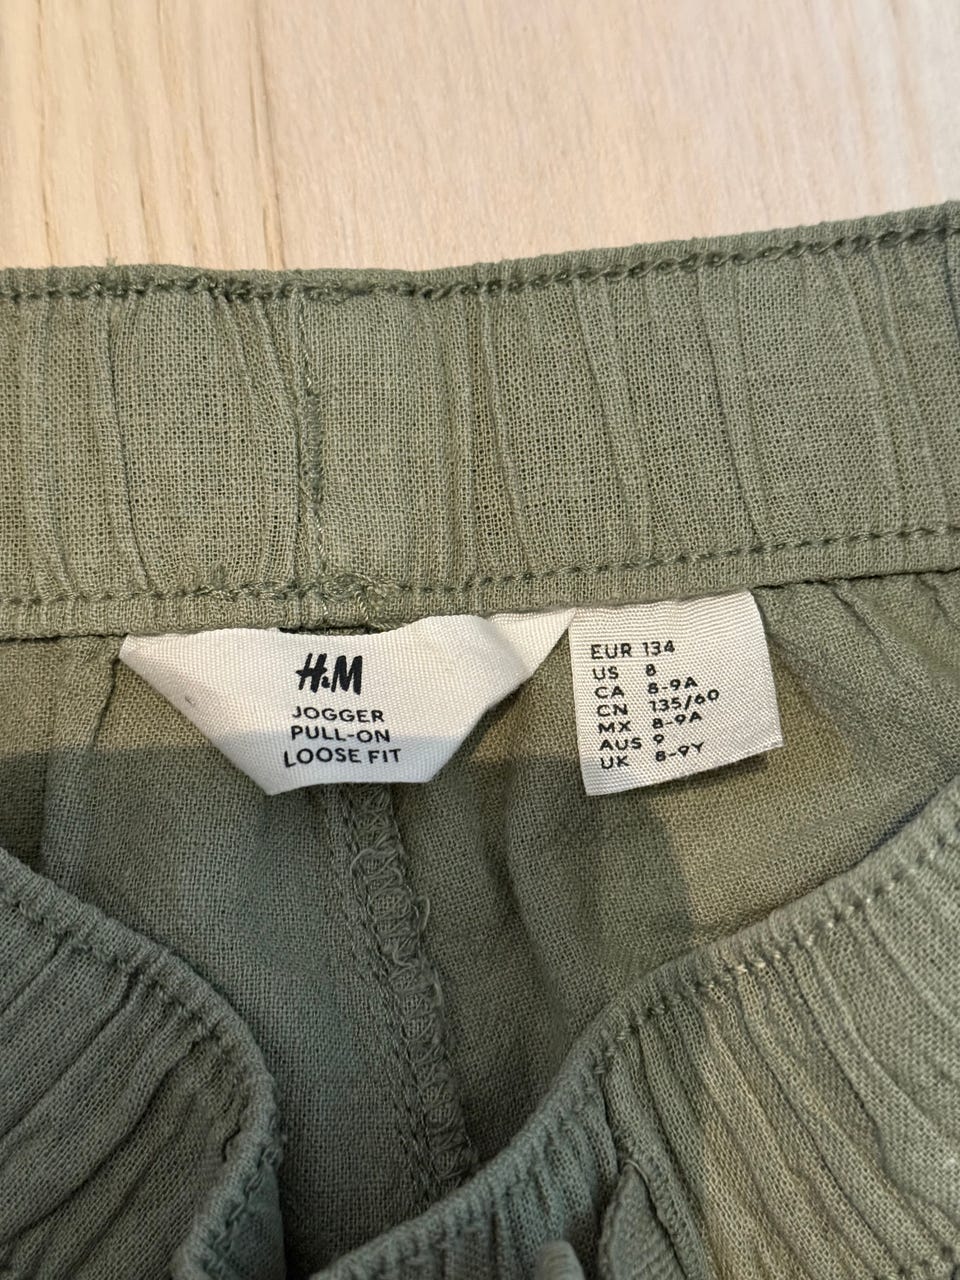 H&M
JOGGER
PULL-ON
LOOSE FIT
EUR 134
US 8
CA 8-9A
CN 135/60
MX 8-9A
AUS 9
UK 8-9Y